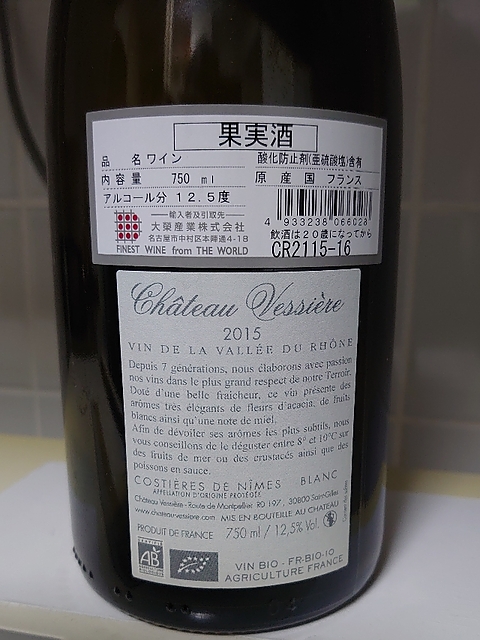 果実酒
品 名 ワイン 酸化防止剤(亜硫酸塩)含有
内容量 750 ml 原産国 フランス
アルコール分 12.5度
4 933238 066028
輸入者及引取先
大榮産業株式会社
名古屋市中村区本陣通4-18
飲酒は20歳になってから
FINEST WINE from THE WORLD CR2115-16
Château Vessière
2015
VIN DE LA VALLÉE DU RHÔNE
Depuis 7 générations, nous élaborons avec passion
nos vins dans le plus grand respect de notre Terroir.
Doté d'une belle fraîcheur, ce vin présente des
arômes très élégants de fleurs d'acacia, de fruits
blancs ainsi qu'une note de miel.
Afin de dévoiler ses arômes les plus subtils, nous
vous conseillons de le déguster entre 8° et 10°C sur
des fruits de mer ou des crustacés ainsi que des
poissons en sauce.
COSTIÈRES DE NÎMES BLANC
APPELLATION D'ORIGINE PROTÉGÉE
Château Vessière - Route de Montpellier RD 197, 30800 Saint-Gilles
www.chateau-vessiere.com MIS EN BOUTEILLE AU CHÂTEAU
PRODUIT DE FRANCE 750 ml / 12,5% Vol.
AB
VIN BIO - FR-BIO-10
AGRICULTURE FRANCE